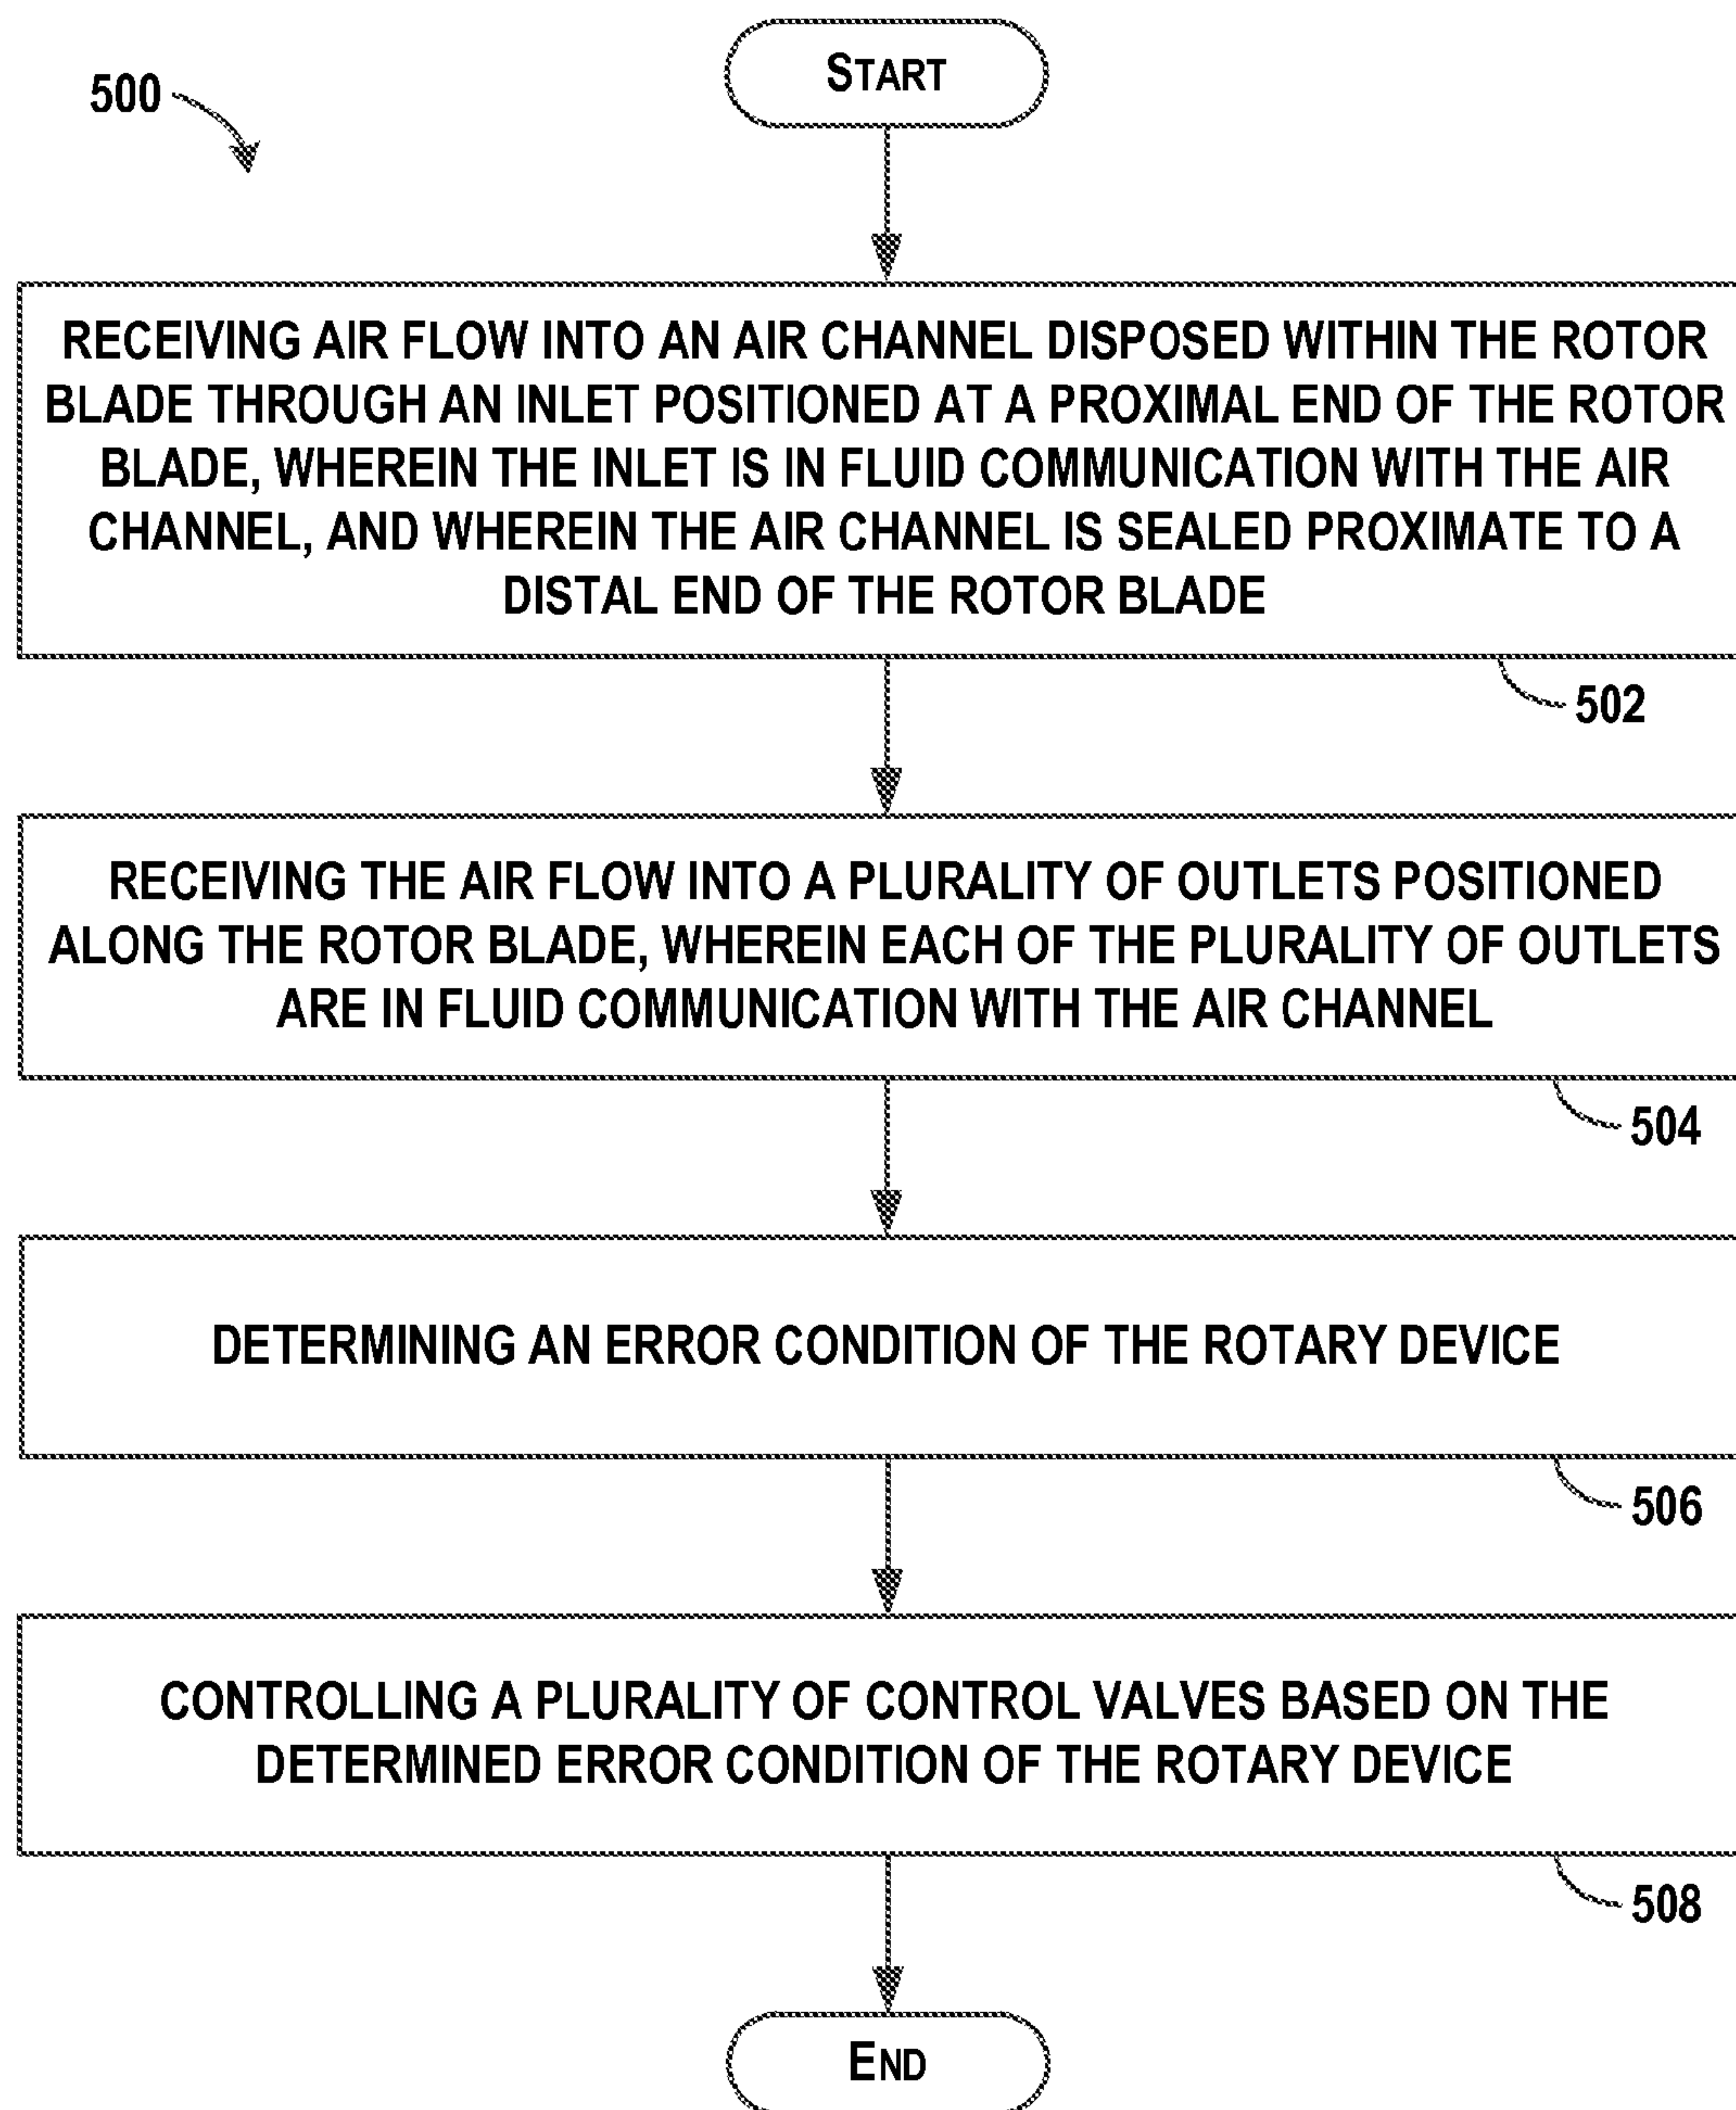 START
500
RECEIVING AIR FLOW INTO AN AIR CHANNEL DISPOSED WITHIN THE ROTOR
BLADE THROUGH AN INLET POSITIONED AT A PROXIMAL END OF THE ROTOR
BLADE, WHEREIN THE INLET IS IN FLUID COMMUNICATION WITH THE AIR
CHANNEL, AND WHEREIN THE AIR CHANNEL IS SEALED PROXIMATE TO A
DISTAL END OF THE ROTOR BLADE
502
RECEIVING THE AIR FLOW INTO A PLURALITY OF OUTLETS POSITIONED
ALONG THE ROTOR BLADE, WHEREIN EACH OF THE PLURALITY OF OUTLETS
ARE IN FLUID COMMUNICATION WITH THE AIR CHANNEL
504
DETERMINING AN ERROR CONDITION OF THE ROTARY DEVICE
506
CONTROLLING A PLURALITY OF CONTROL VALVES BASED ON THE
DETERMINED ERROR CONDITION OF THE ROTARY DEVICE
508
END